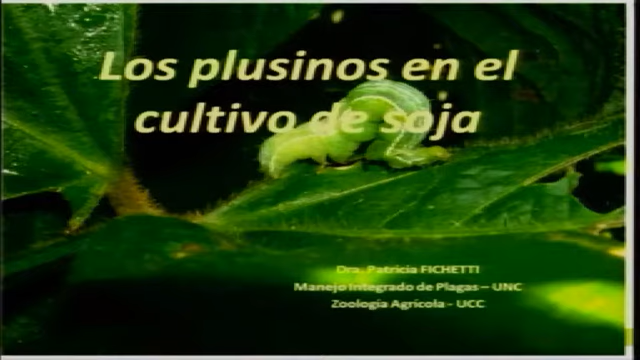 Los plusinos en el
cultivo de soja
Dra. Patricia FICHETTI
Manejo Integrado de Plagas – UNC
Zoología Agrícola - UCC